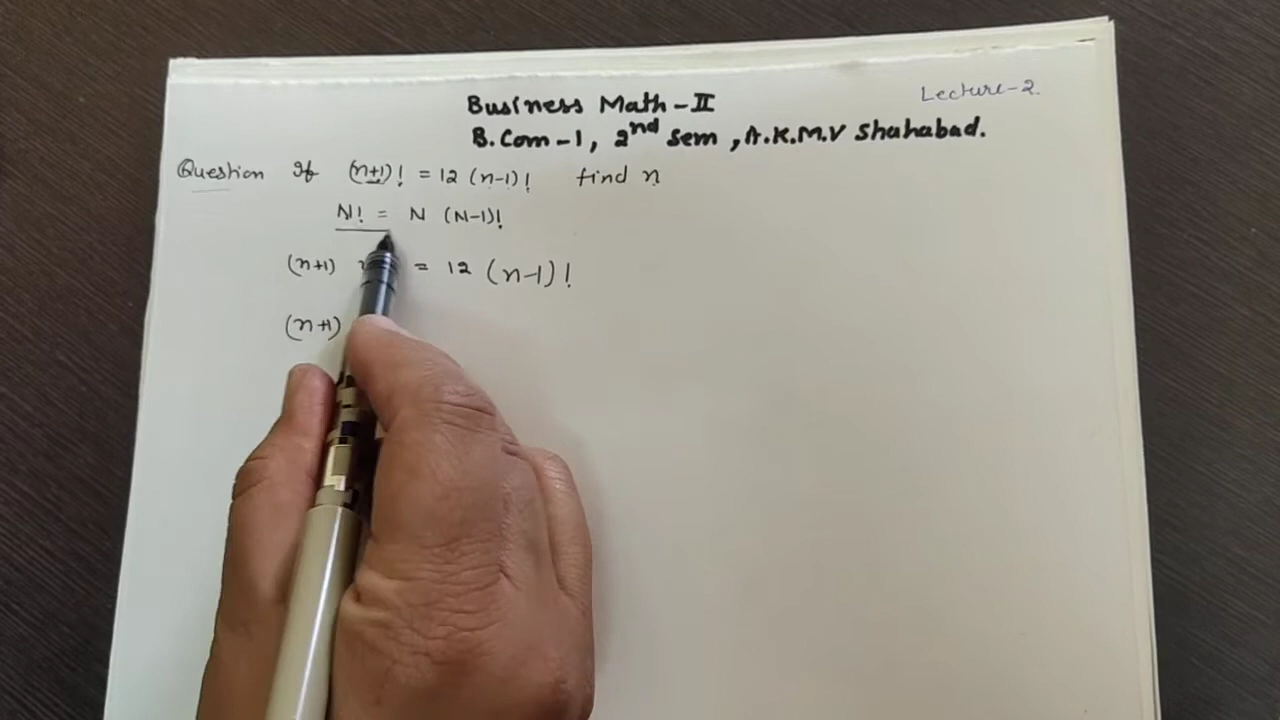 Lecture-2.
Business Math-II
B.Com-1, 2nd sem, A.K.M.V Shahabad.
Question If (n+1)! = 12 (n-1)! find n
N! = N (N-1)!
(n+1) = 12 (n-1)!
(n+1)